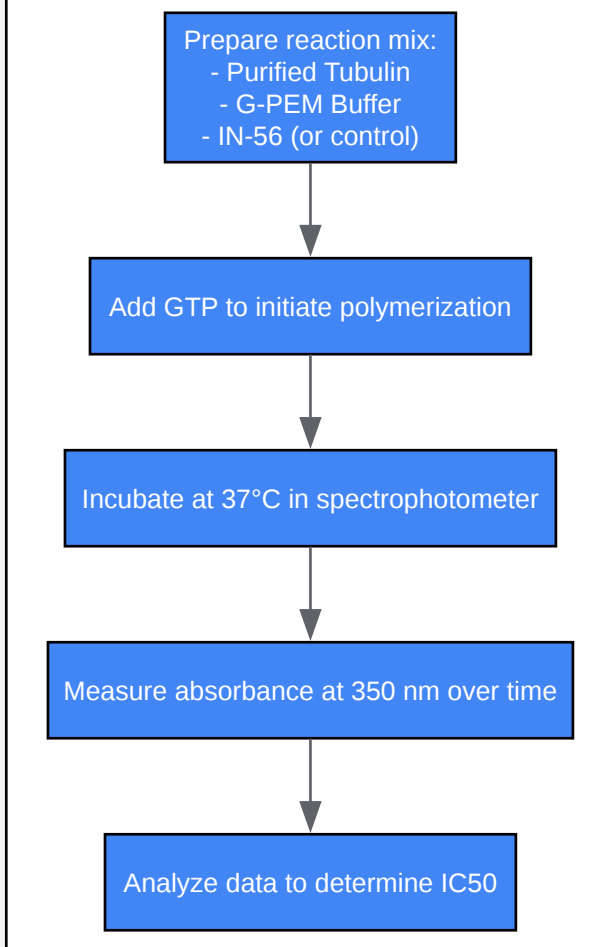 Prepare reaction mix:
- Purified Tubulin
- G-PEM Buffer
- IN-56 (or control)
Add GTP to initiate polymerization
Incubate at 37°C in spectrophotometer
Measure absorbance at 350 nm over time
Analyze data to determine IC50